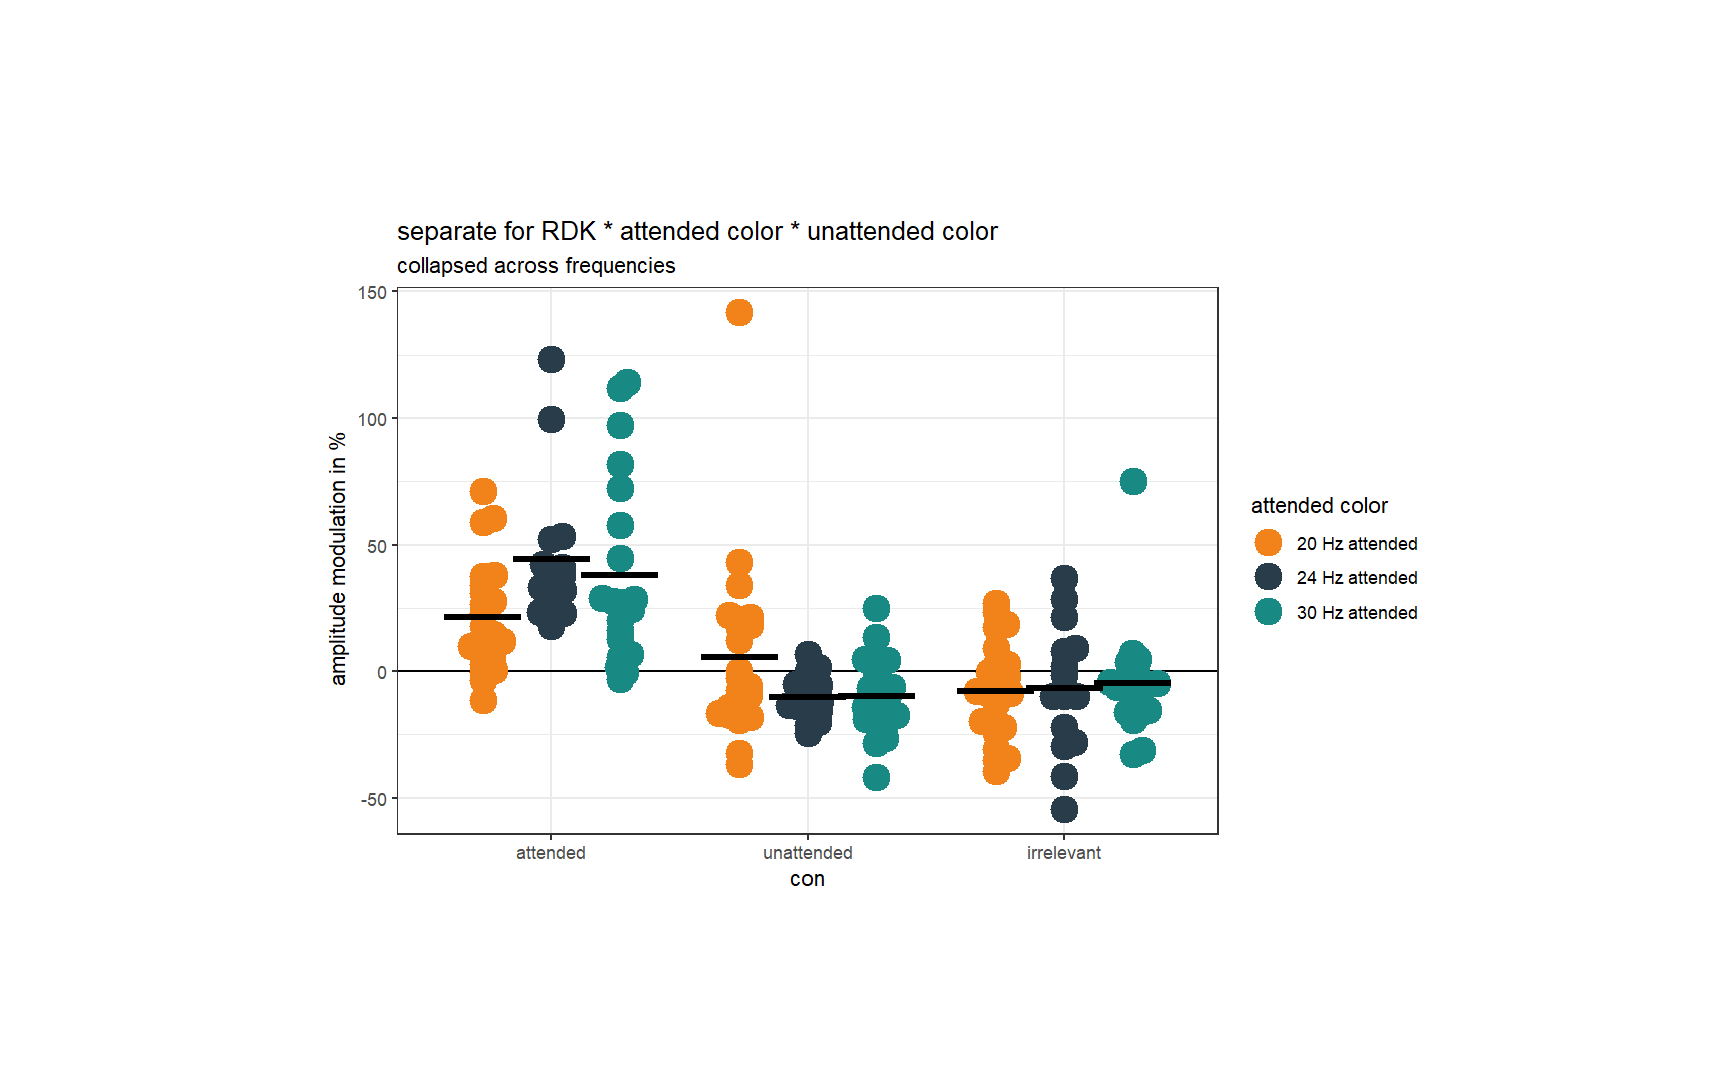 separate for RDK * attended color * unattended color
collapsed across frequencies
150
100
50
0
-50
amplitude modulation in %
attended
unattended
irrelevant
con
attended color
20 Hz attended
24 Hz attended
30 Hz attended